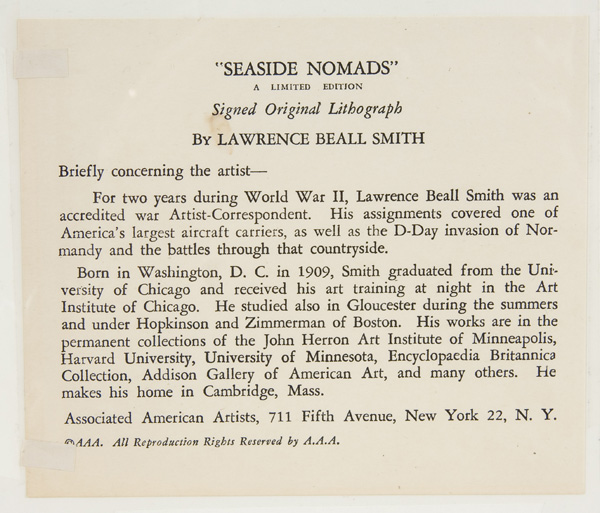 "SEASIDE NOMADS"
A LIMITED EDITION
Signed Original Lithograph
BY LAWRENCE BEALL SMITH
Briefly concerning the artist—
For two years during World War II, Lawrence Beall Smith was an
accredited war Artist-Correspondent. His assignments covered one of
America's largest aircraft carriers, as well as the D-Day invasion of Nor-
mandy and the battles through that countryside.
Born in Washington, D. C. in 1909, Smith graduated from the Uni-
versity of Chicago and received his art training at night in the Art
Institute of Chicago. He studied also in Gloucester during the summers
and under Hopkinson and Zimmerman of Boston. His works are in the
permanent collections of the John Herron Art Institute of Minneapolis,
Harvard University, University of Minnesota, Encyclopaedia Britannica
Collection, Addison Gallery of American Art, and many others. He
makes his home in Cambridge, Mass.
Associated American Artists, 711 Fifth Avenue, New York 22, N. Y.
©AAA. All Reproduction Rights Reserved by A.A.A.